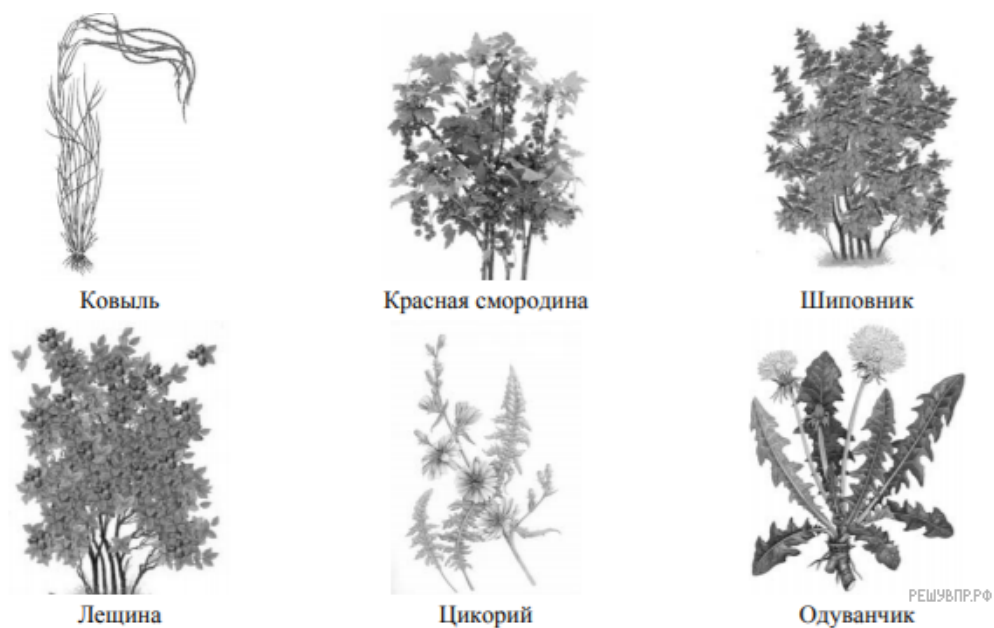 Ковыль
Красная смородина
Шиповник
Лещина
Цикорий
Одуванчик
РЕШУВПР.РФ